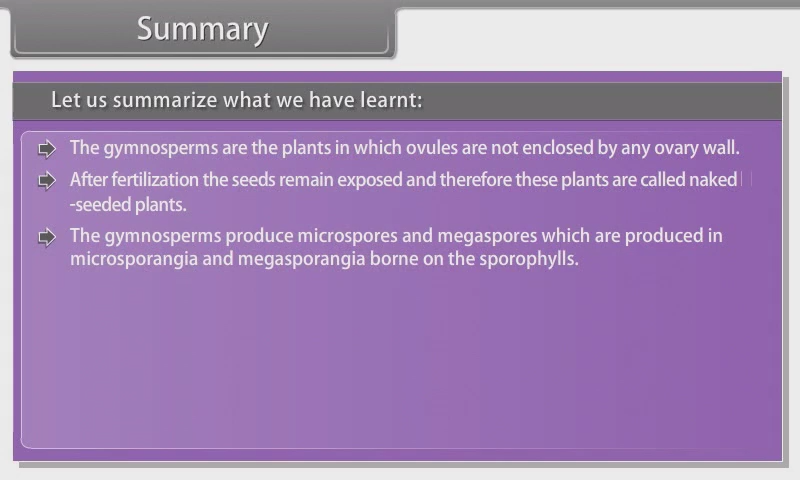 Summary
Let us summarize what we have learnt:
The gymnosperms are the plants in which ovules are not enclosed by any ovary wall.
After fertilization the seeds remain exposed and therefore these plants are called naked
-seeded plants.
The gymnosperms produce microspores and megaspores which are produced in
microsporangia and megasporangia borne on the sporophylls.